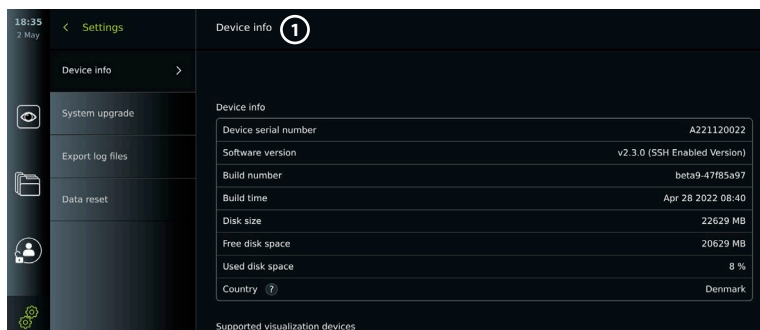 18:35
2 May
Settings
Device info
1
Device info
System upgrade
Export log files
Data reset
Device info
Device serial number A221120022
Software version v2.3.0 (SSH Enabled Version)
Build number beta9-47f85a97
Build time Apr 28 2022 08:40
Disk size 22629 MB
Free disk space 20629 MB
Used disk space 8 %
Country ? Denmark
Supported visualization devices